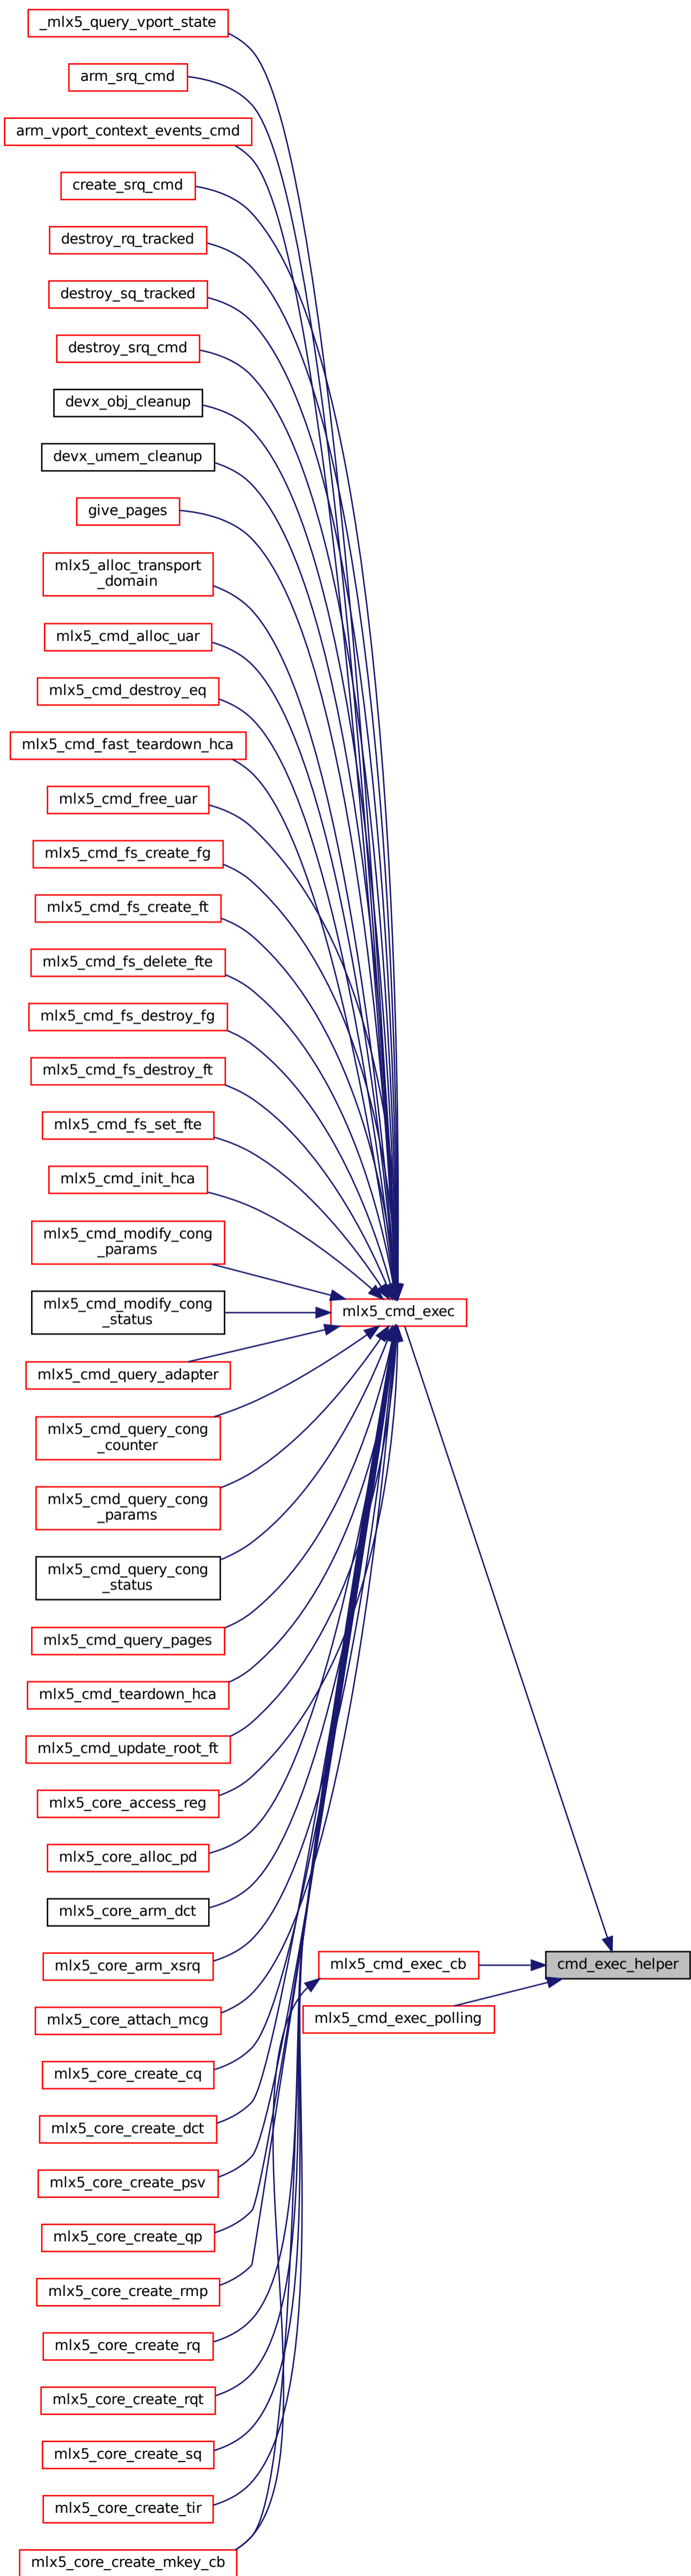 _mlx5_query_vport_state
arm_srq_cmd
arm_vport_context_events_cmd
create_srq_cmd
destroy_rq_tracked
destroy_sq_tracked
destroy_srq_cmd
devx_obj_cleanup
devx_umem_cleanup
give_pages
mlx5_alloc_transport
_domain
mlx5_cmd_alloc_uar
mlx5_cmd_destroy_eq
mlx5_cmd_fast_teardown_hca
mlx5_cmd_free_uar
mlx5_cmd_fs_create_fg
mlx5_cmd_fs_create_ft
mlx5_cmd_fs_delete_fte
mlx5_cmd_fs_destroy_fg
mlx5_cmd_fs_destroy_ft
mlx5_cmd_fs_set_fte
mlx5_cmd_init_hca
mlx5_cmd_modify_cong
_params
mlx5_cmd_modify_cong
_status
mlx5_cmd_exec
mlx5_cmd_query_adapter
mlx5_cmd_query_cong
_counter
mlx5_cmd_query_cong
_params
mlx5_cmd_query_cong
_status
mlx5_cmd_query_pages
mlx5_cmd_teardown_hca
mlx5_cmd_update_root_ft
mlx5_core_access_reg
mlx5_core_alloc_pd
mlx5_core_arm_dct
mlx5_core_arm_xsrq
mlx5_cmd_exec_cb
cmd_exec_helper
mlx5_core_attach_mcg
mlx5_cmd_exec_polling
mlx5_core_create_cq
mlx5_core_create_dct
mlx5_core_create_psv
mlx5_core_create_qp
mlx5_core_create_rmp
mlx5_core_create_rq
mlx5_core_create_rqt
mlx5_core_create_sq
mlx5_core_create_tir
mlx5_core_create_mkey_cb